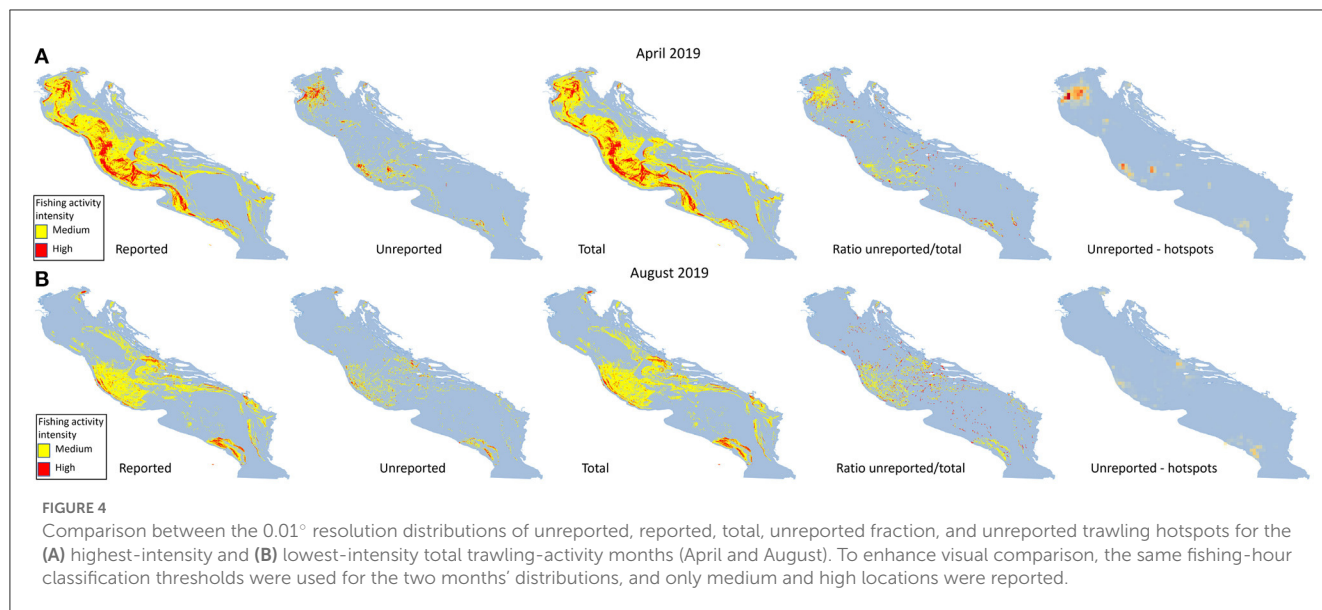 A
April 2019
Fishing activity
intensity
Medium
High
Reported
Unreported
Total
Ratio unreported/total
Unreported - hotspots
B
August 2019
Fishing activity
intensity
Medium
High
Reported
Unreported
Total
Ratio unreported/total
Unreported - hotspots
FIGURE 4
Comparison between the 0.01° resolution distributions of unreported, reported, total, unreported fraction, and unreported trawling hotspots for the
(A) highest-intensity and (B) lowest-intensity total trawling-activity months (April and August). To enhance visual comparison, the same fishing-hour
classification thresholds were used for the two months’ distributions, and only medium and high locations were reported.